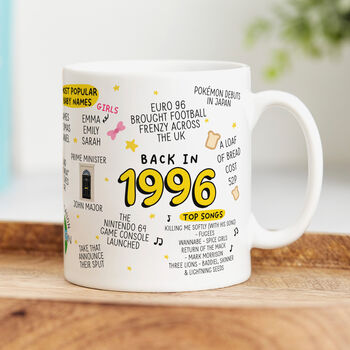 MOST POPULAR
BABY NAMES
GIRLS
EMMA
EMILY
SARAH
PRIME MINISTER
JOHN MAJOR
TAKE THAT
ANNOUNCE
THEIR SPLIT
EURO 96
BROUGHT FOOTBALL
FRENZY ACROSS
THE UK
POKÉMON DEBUTS
IN JAPAN
A LOAF
OF BREAD
COST
52P
BACK IN
1996
THE
NINTENDO 64
GAME CONSOLE
LAUNCHED
TOP SONGS
KILLING ME SOFTLY (WITH HIS SONG)
- FUGEES
WANNABE - SPICE GIRLS
RETURN OF THE MACK
- MARK MORRISON
THREE LIONS - BADDIEL, SKINNER
& LIGHTNING SEEDS